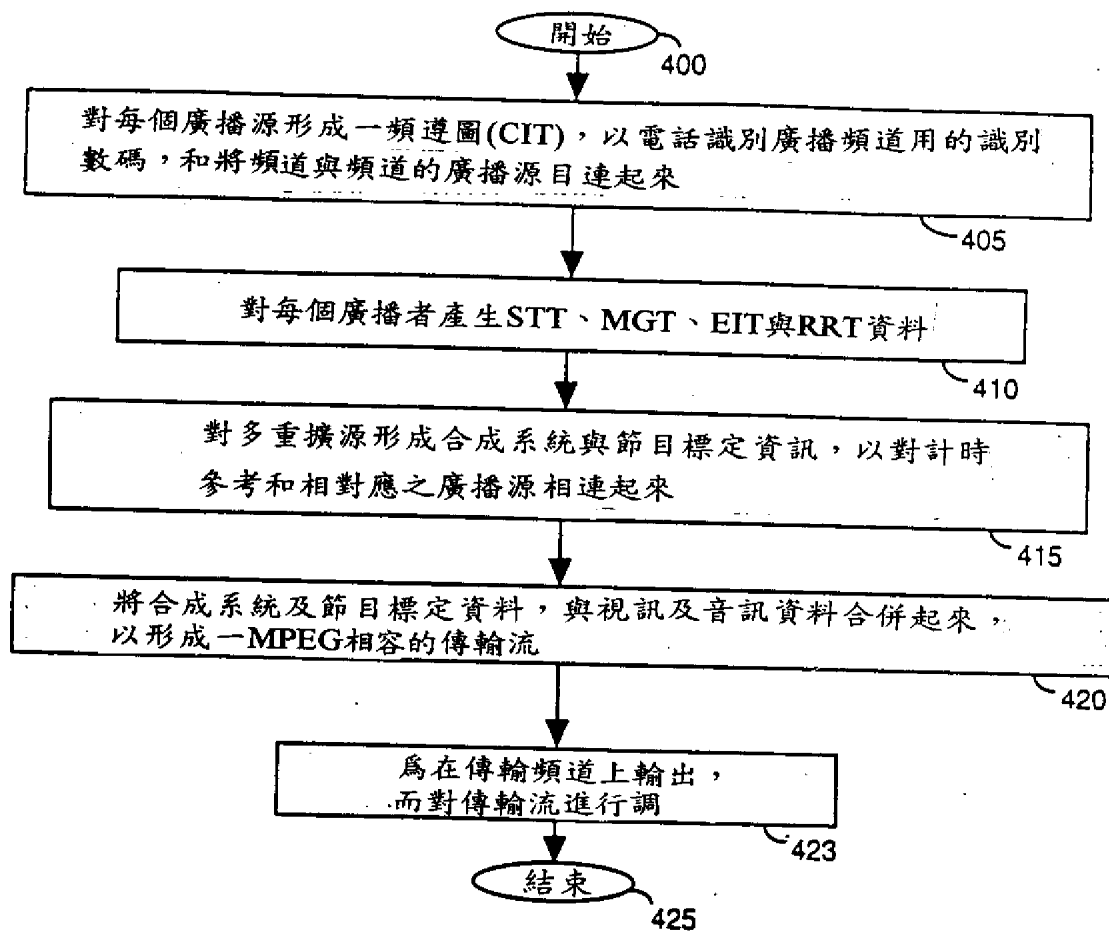 開始
400
對每個廣播源形成一頻遵圖(CIT)，以電話識別廣播頻道用的識別
數碼，和將頻道與頻道的廣播源目連起來
405
對每個廣播者產生STT、MGT、EIT與RRT資料
410
對多重擴源形成合成系統與節目標定資訊，以對計時
參考和相對應之廣播源相連起來
415
將合成系統及節目標定資料，與視訊及音訊資料合併起來，
以形成一MPEG相容的傳輸流
420
爲在傳輸頻道上輸出，
而對傳輸流進行調
423
結束
425